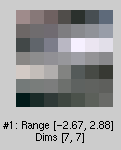 #1: Range [-2.67, 2.88]
Dims [7, 7]